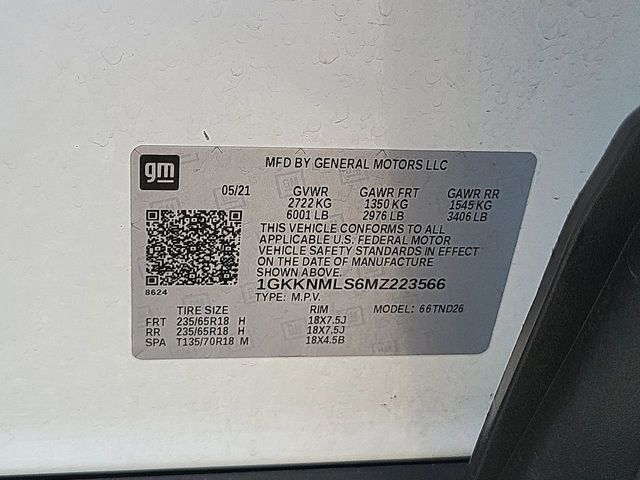 gm
MFD BY GENERAL MOTORS LLC
05/21 GVWR GAWR FRT GAWR RR
2722 KG 1350 KG 1545 KG
6001 LB 2976 LB 3406 LB
THIS VEHICLE CONFORMS TO ALL
APPLICABLE U.S. FEDERAL MOTOR
VEHICLE SAFETY STANDARDS IN EFFECT
ON THE DATE OF MANUFACTURE
SHOWN ABOVE.
1GKKNMLS6MZ223566
8624
TYPE: M.P.V.
TIRE SIZE RIM MODEL: 66TND26
FRT 235/65R18 H 18X7.5J
RR 235/65R18 H 18X7.5J
SPA T135/70R18 M 18X4.5B